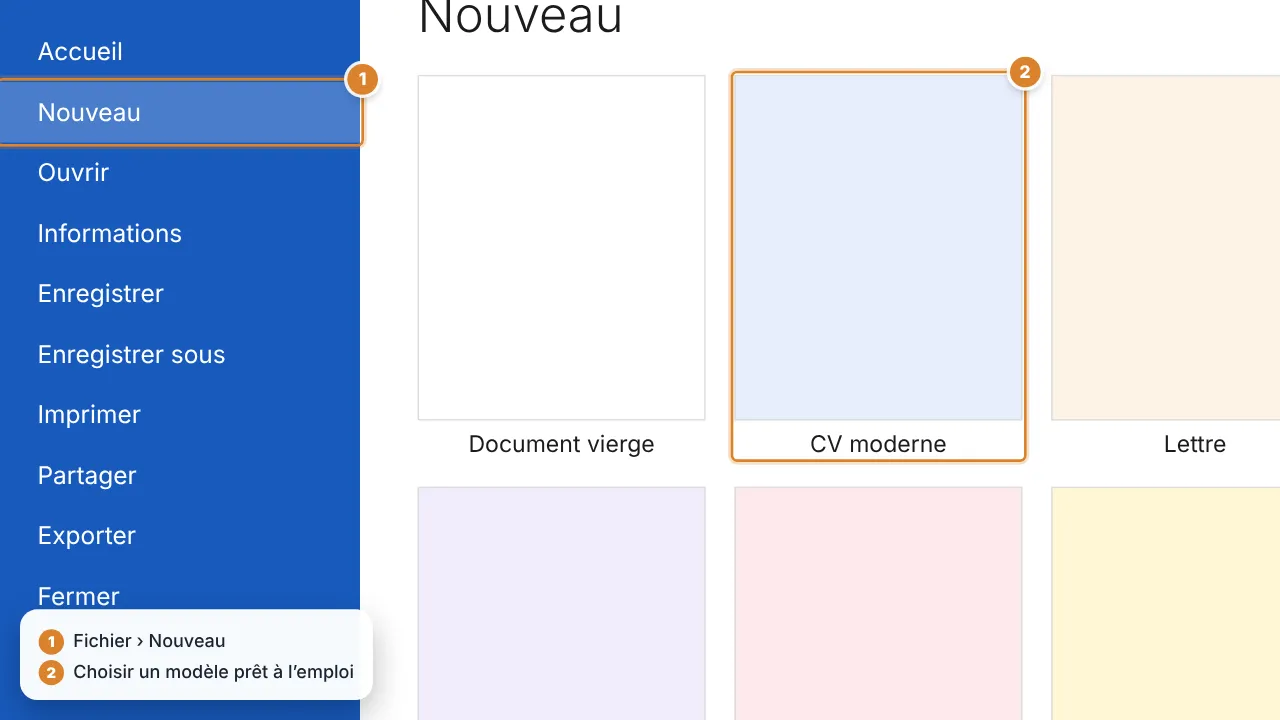 Nouveau
Accueil
1
Nouveau
Ouvrir
Informations
Enregistrer
Enregistrer sous
Imprimer
Partager
Exporter
Fermer
2
Document vierge
CV moderne
Lettre
1 Fichier › Nouveau
2 Choisir un modèle prêt à l’emploi